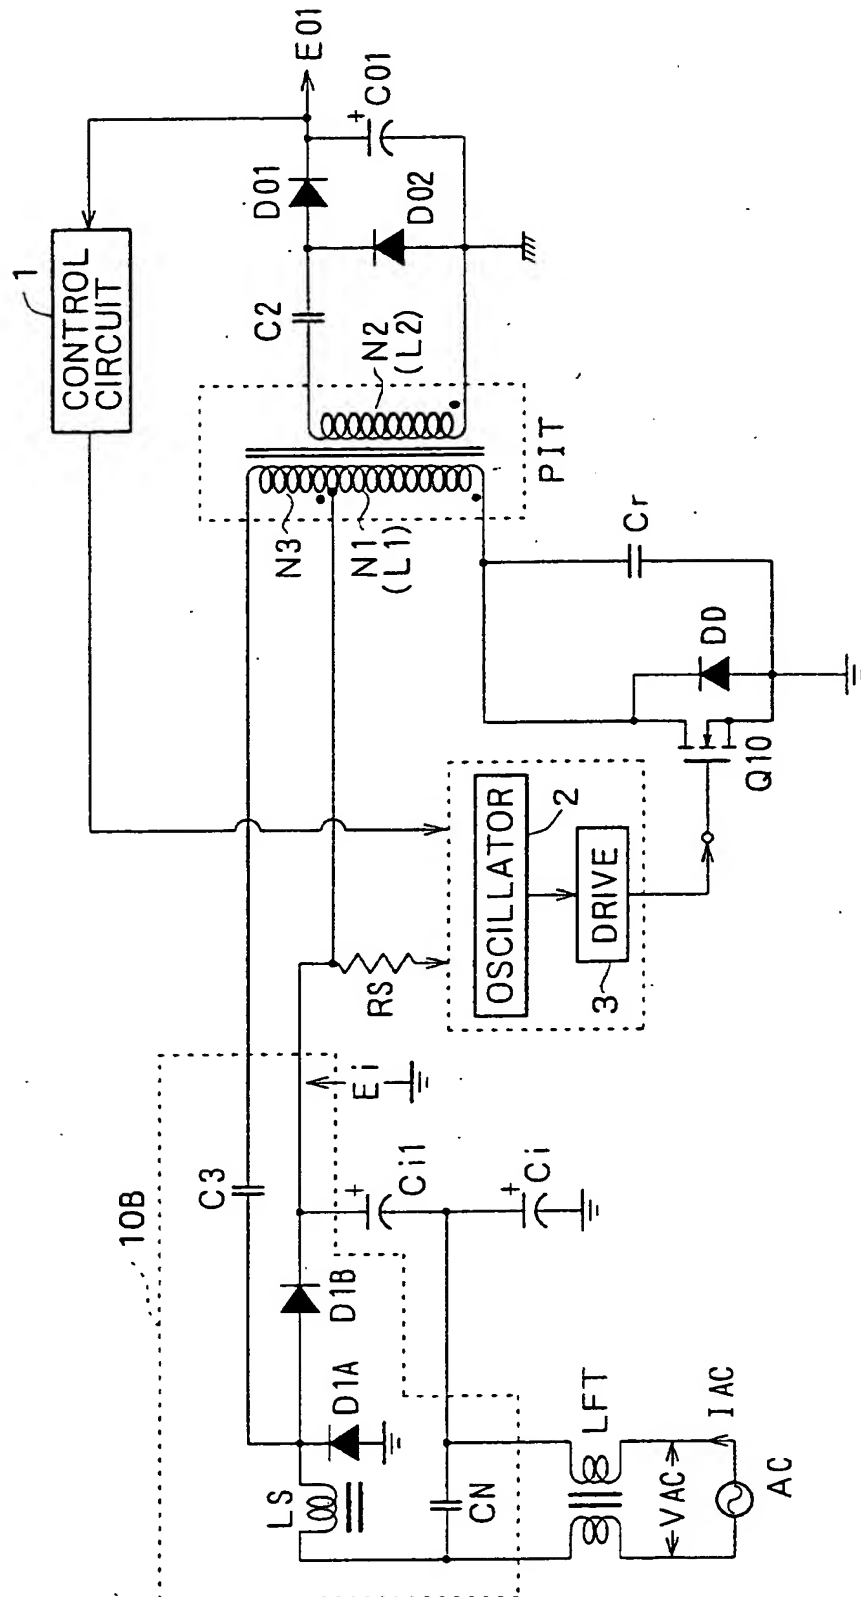 10B
C3
LS
D1A
D1B
Ci1
Ci
Ei
CN
LFT
VAC
IAC
AC
RS
OSCILLATOR
2
DRIVE
3
Q10
DD
Cr
N3
N1
(L1)
N2
(L2)
PIT
1
CONTROL
CIRCUIT
C2
D01
D02
+
C01
E01
+
+